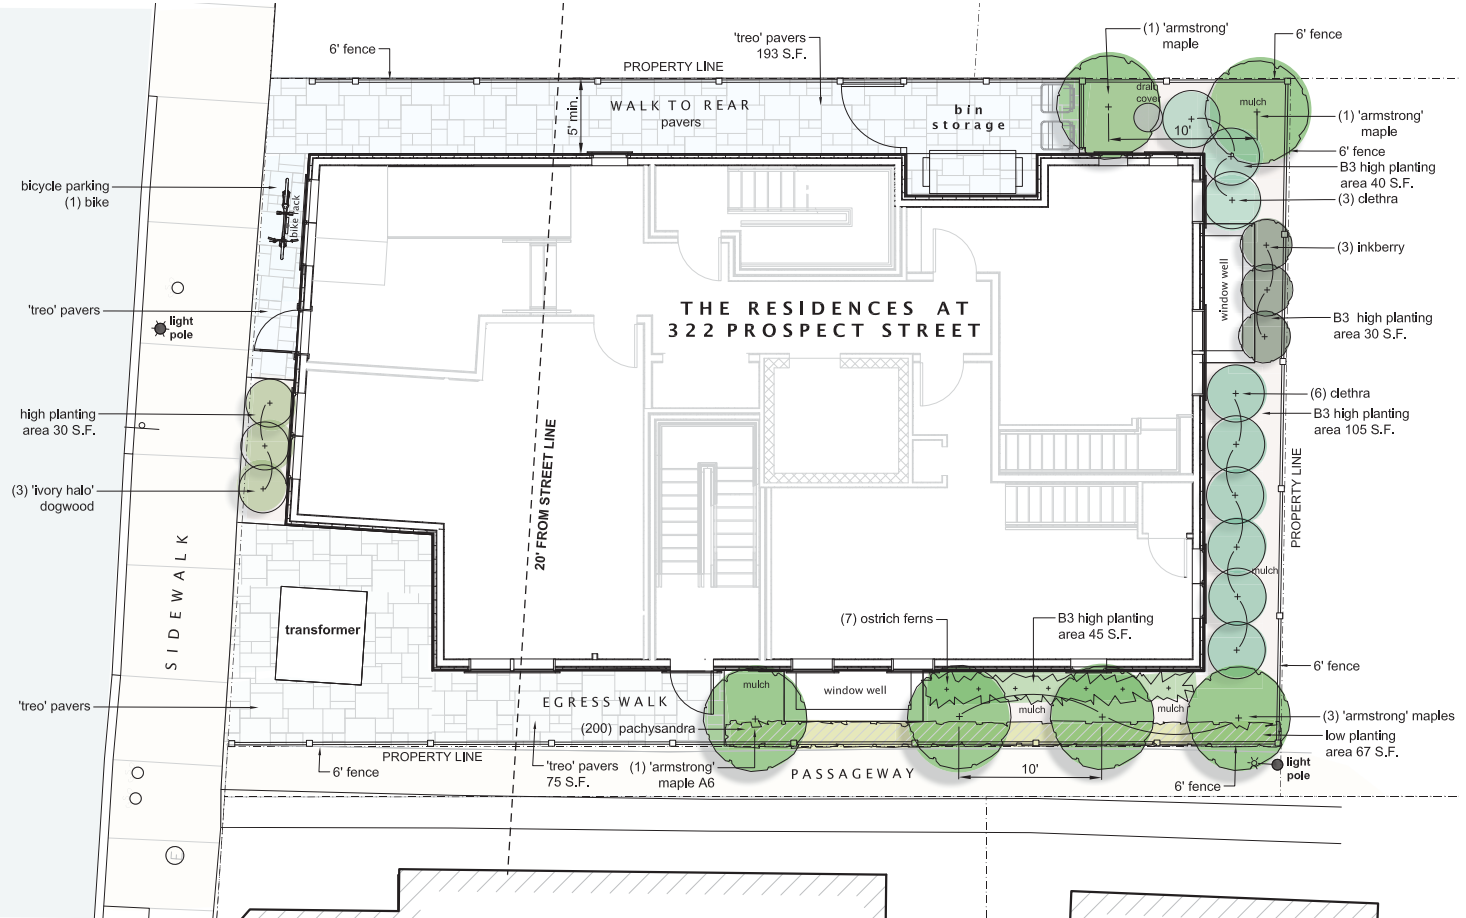 (1) 'armstrong'
maple
6' fence
'treo' pavers
193 S.F.
6' fence
PROPERTY LINE
drain
cover
mulch
(1) 'armstrong'
maple
WALK TO REAR
pavers
5' min.
bin
storage
10'
6' fence
B3 high planting
area 40 S.F.
(3) clethra
bicycle parking
(1) bike
bike rack
(3) inkberry
window well
'treo' pavers
light
pole
THE RESIDENCES AT
322 PROSPECT STREET
B3 high planting
area 30 S.F.
(6) clethra
B3 high planting
area 105 S.F.
high planting
area 30 S.F.
20' FROM STREET LINE
PROPERTY LINE
(3) 'ivory halo'
dogwood
SIDEWALK
mulch
transformer
(7) ostrich ferns
B3 high planting
area 45 S.F.
6' fence
mulch
window well
'treo' pavers
EGRESS WALK
mulch
mulch
(3) 'armstrong' maples
(200) pachysandra
low planting
area 67 S.F.
PROPERTY LINE
6' fence
'treo' pavers
75 S.F.
(1) 'armstrong'
maple A6
PASSAGEWAY
10'
6' fence
light
pole